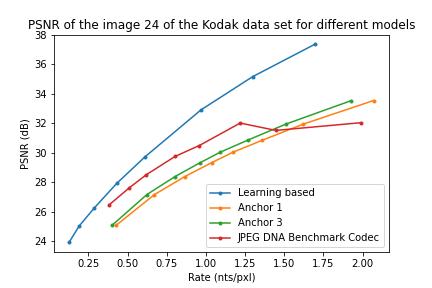 PSNR of the image 24 of the Kodak data set for different models
38
36
34
32
30
28
26
24
PSNR (dB)
Learning based
Anchor 1
Anchor 3
JPEG DNA Benchmark Codec
0.25 0.50 0.75 1.00 1.25 1.50 1.75 2.00
Rate (nts/pxl)